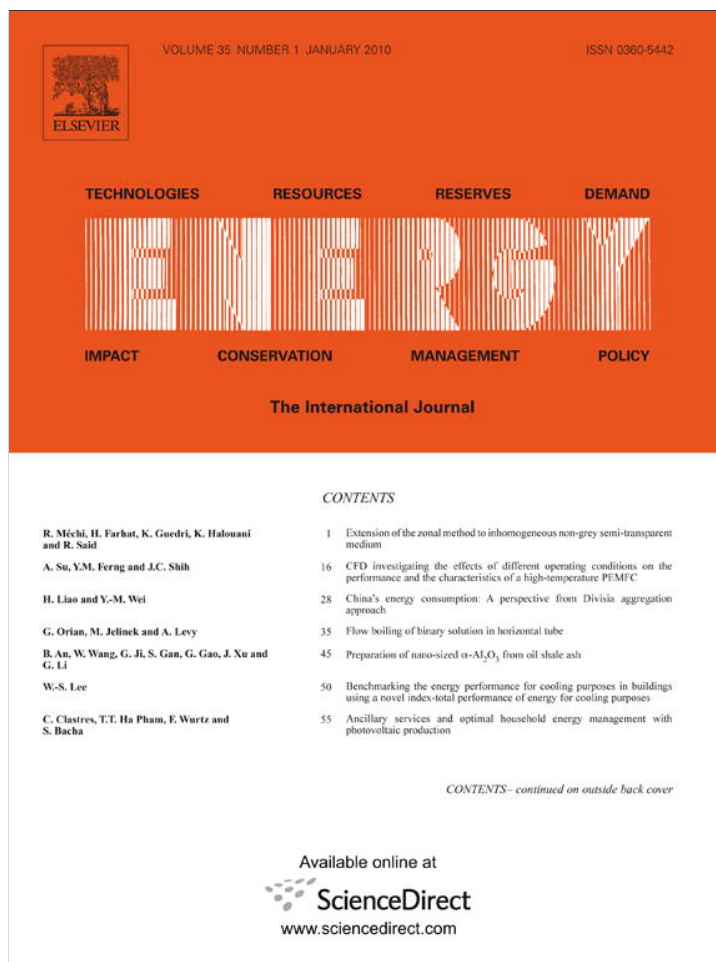 VOLUME 35 NUMBER 1 JANUARY 2010
ISSN 0360-5442
ELSEVIER
TECHNOLOGIES RESOURCES RESERVES DEMAND
ENERGY
IMPACT CONSERVATION MANAGEMENT POLICY
The International Journal
CONTENTS
R. Méchi, H. Farhat, K. Guedri, K. Halouani
and R. Said
1 Extension of the zonal method to inhomogeneous non-grey semi-transparent
medium
A. Su, Y.M. Ferng and J.C. Shih
16 CFD investigating the effects of different operating conditions on the
performance and the characteristics of a high-temperature PEMFC
H. Liao and Y.-M. Wei
28 China's energy consumption: A perspective from Divisia aggregation
approach
G. Orian, M. Jelinek and A. Levy
35 Flow boiling of binary solution in horizontal tube
B. An, W. Wang, G. Ji, S. Gan, G. Gao, J. Xu and
G. Li
45 Preparation of nano-sized α-Al₂O₃ from oil shale ash
W.-S. Lee
50 Benchmarking the energy performance for cooling purposes in buildings
using a novel index-total performance of energy for cooling purposes
C. Clastres, T.T. Ha Pham, F. Wurtz and
S. Bacha
55 Ancillary services and optimal household energy management with
photovoltaic production
CONTENTS– continued on outside back cover
Available online at
ScienceDirect
www.sciencedirect.com